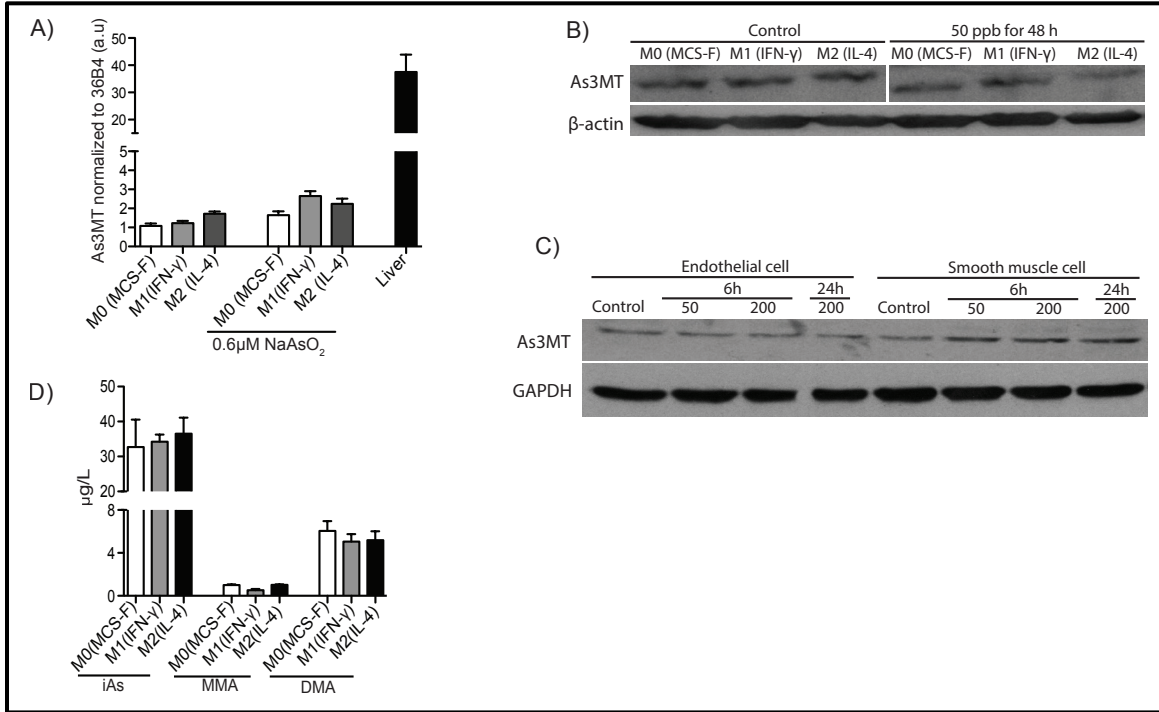 A)
As3MT normalized to 36B4 (a.u)
50
40
30
20
5
4
3
2
1
0
M0 (MCS-F)
M1(IFN-γ)
M2 (IL-4)
M0 (MCS-F)
M1(IFN-γ)
M2 (IL-4)
Liver
0.6μM NaAsO2
B)
Control
50 ppb for 48 h
M0 (MCS-F) M1 (IFN-γ) M2 (IL-4) M0 (MCS-F) M1 (IFN-γ) M2 (IL-4)
As3MT
β-actin
C)
Endothelial cell Smooth muscle cell
6h 24h 6h 24h
Control 50 200 200 Control 50 200 200
As3MT
GAPDH
D)
μg/L
50
40
30
20
8
4
0
M0(MCS-F)
M1(IFN-γ)
M2(IL-4)
M0(MCS-F)
M1(IFN-γ)
M2(IL-4)
M0(MCS-F)
M1(IFN-γ)
M2(IL-4)
iAs MMA DMA